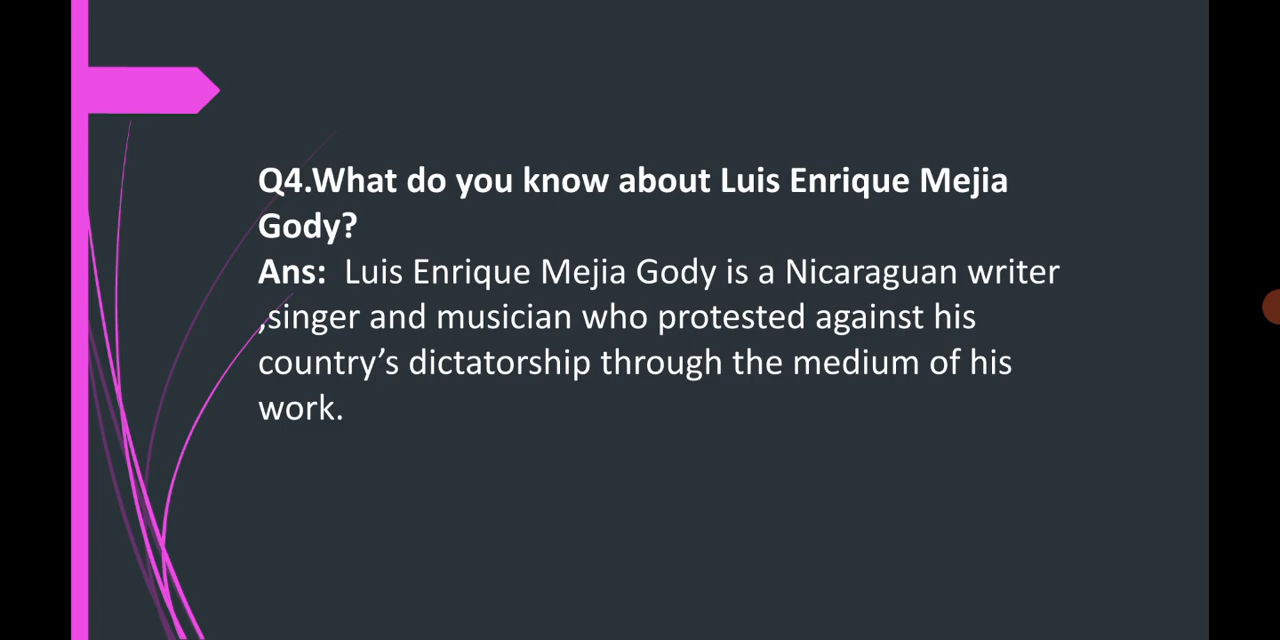 Q4.What do you know about Luis Enrique Mejia
Gody?
Ans: Luis Enrique Mejia Gody is a Nicaraguan writer
,singer and musician who protested against his
country’s dictatorship through the medium of his
work.